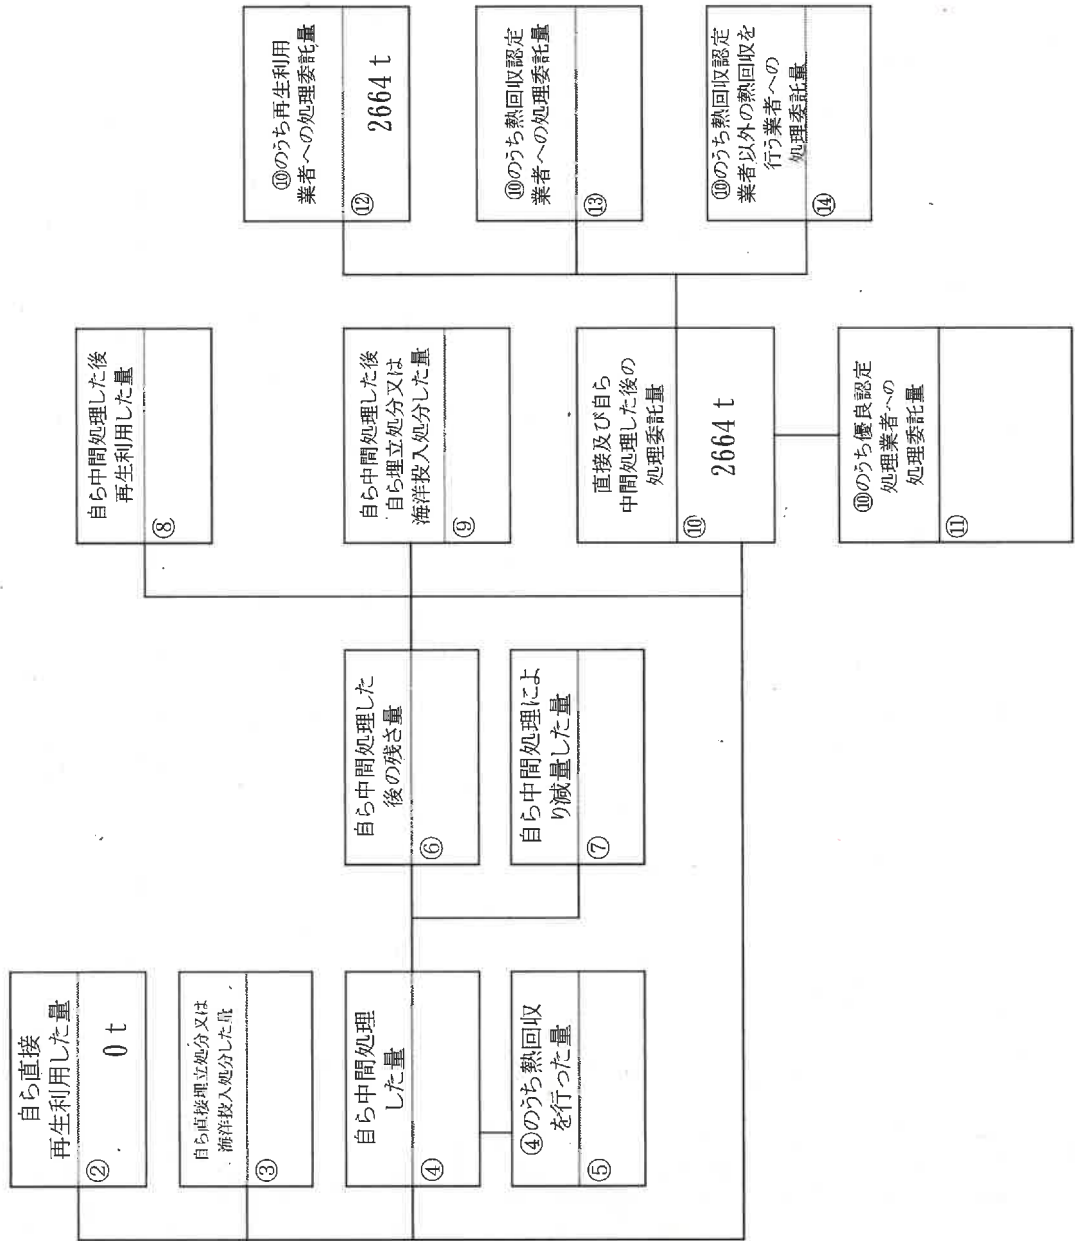 自ら直接
再生利用した量
②
0 t
自ら直接埋立処分又は
海洋投入処分した量
③
自ら中間処理
した量
④
④のうち熱回収
を行った量
⑤
自ら中間処理した
後の残さ量
⑥
自ら中間処理によ
り減量した量
⑦
自ら中間処理した後
再生利用した量
⑧
自ら中間処理した後
自ら埋立処分又は
海洋投入処分した量
⑨
直接及び自ら
中間処理した後の
処理委託量
⑩
2664 t
⑩のうち優良認定
処理業者への
処理委託量
⑪
⑩のうち再生利用
業者への処理委託量
⑫
2664 t
⑩のうち熱回収認定
業者への処理委託量
⑬
⑩のうち熱回収認定
業者以外の熱回収を
行う業者への
処理委託量
⑭